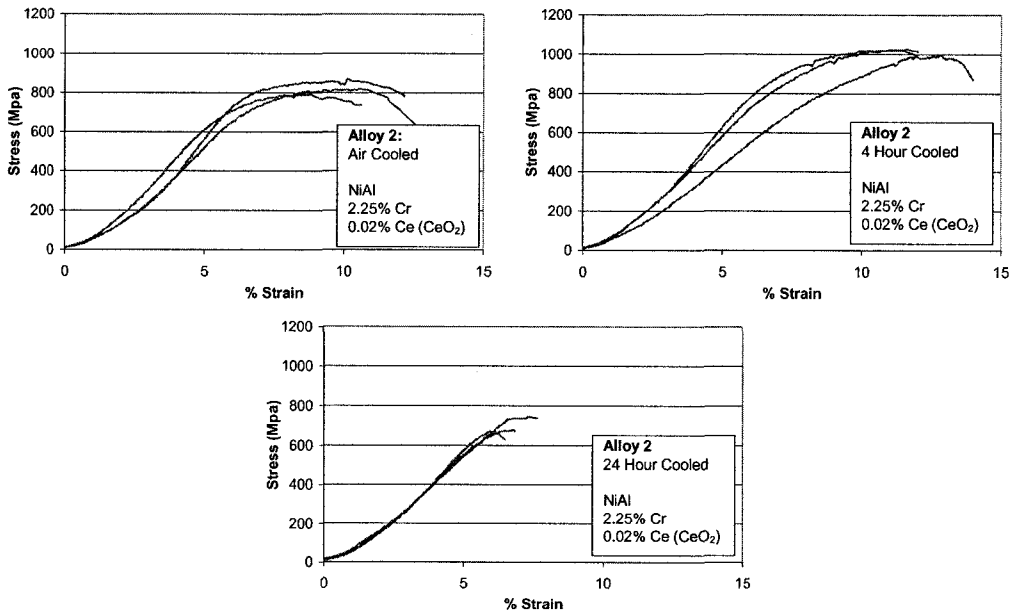 1200
1000
800
600
400
200
0
Stress (Mpa)
0 5 10 15
% Strain
Alloy 2:
Air Cooled
NiAl
2.25% Cr
0.02% Ce (CeO₂)
1200
1000
800
600
400
200
0
Stress (Mpa)
0 5 10 15
% Strain
Alloy 2
4 Hour Cooled
NiAl
2.25% Cr
0.02% Ce (CeO₂)
1200
1000
800
600
400
200
0
Stress (Mpa)
0 5 10 15
% Strain
Alloy 2
24 Hour Cooled
NiAl
2.25% Cr
0.02% Ce (CeO₂)